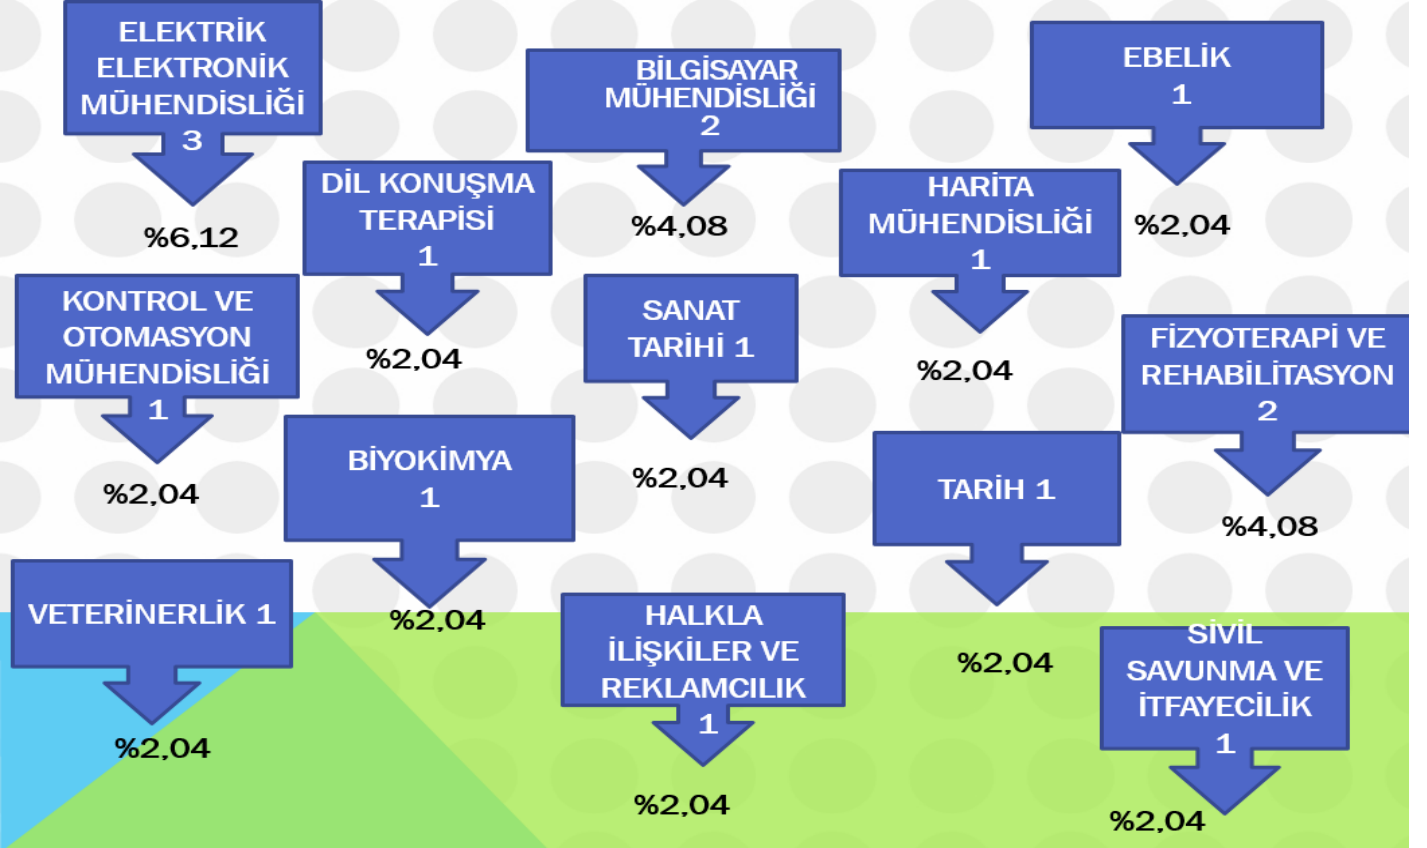 ELEKTRİK
ELEKTRONİK
MÜHENDİSLİĞİ
3
%6,12
BİLGİSAYAR
MÜHENDİSLİĞİ
2
%4,08
EBELİK
1
%2,04
DİL KONUŞMA
TERAPİSİ
1
%2,04
HARİTA
MÜHENDİSLİĞİ
1
%2,04
KONTROL VE
OTOMASYON
MÜHENDİSLİĞİ
1
%2,04
SANAT
TARİHİ 1
%2,04
FİZYOTERAPİ VE
REHABİLİTASYON
2
%4,08
BİYOKİMYA
1
%2,04
TARİH 1
%2,04
VETERİNERLİK 1
%2,04
HALKLA
İLİŞKİLER VE
REKLAMCILIK
1
%2,04
SİVİL
SAVUNMA VE
İTFAYECİLİK
1
%2,04